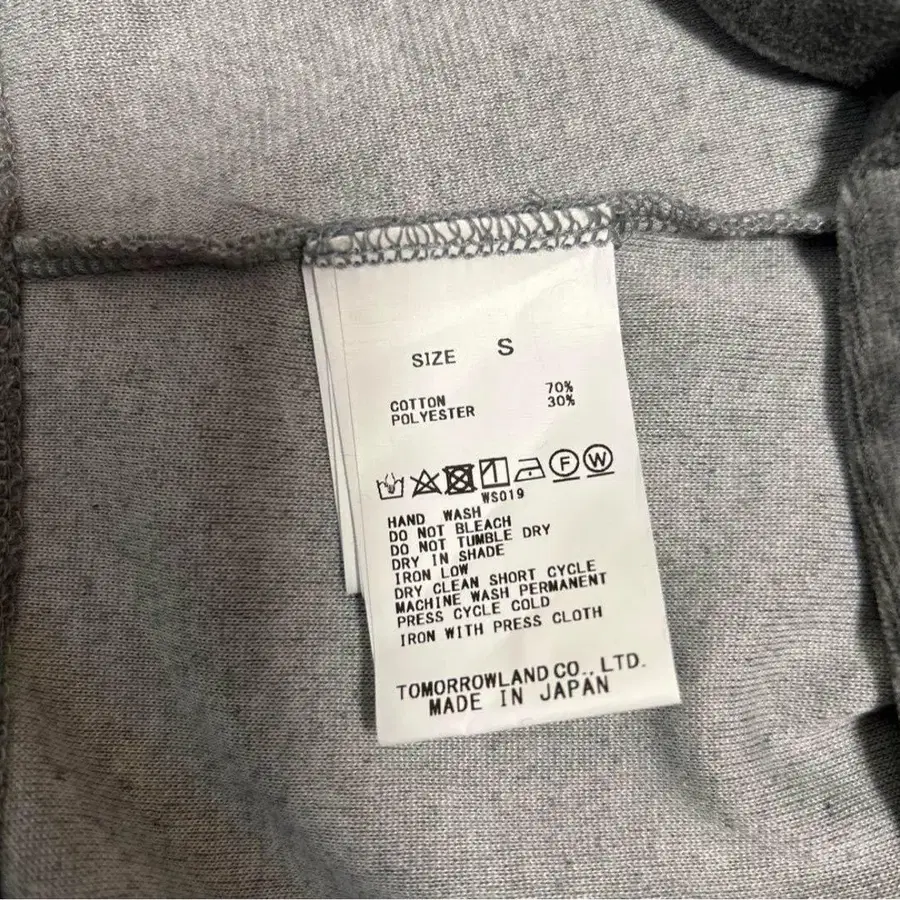 SIZE S
COTTON 70%
POLYESTER 30%
F W
WS019
HAND WASH
DO NOT BLEACH
DO NOT TUMBLE DRY
DRY IN SHADE
IRON LOW
DRY CLEAN SHORT CYCLE
MACHINE WASH PERMANENT
PRESS CYCLE COLD
IRON WITH PRESS CLOTH
TOMORROWLAND CO., LTD.
MADE IN JAPAN